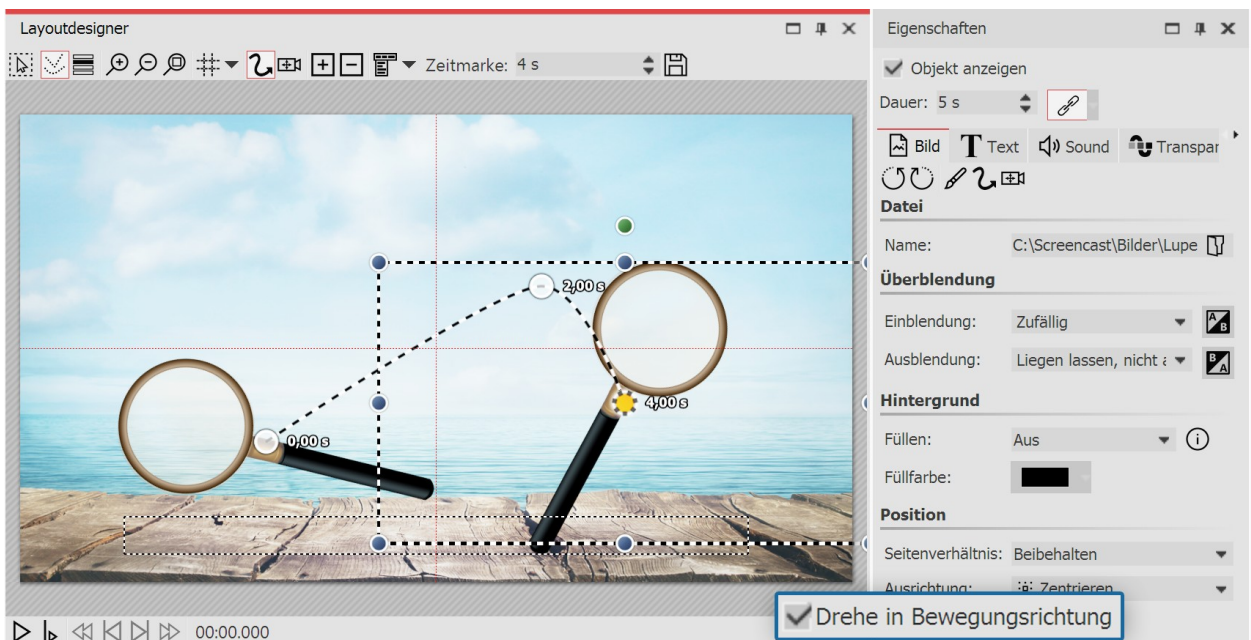 Layoutdesigner
Zeitmarke: 4 s
2,00 s
4,00 s
0,00 s
00:00.000
Eigenschaften
Objekt anzeigen
Dauer: 5 s
Bild Text Sound Transpar
Datei
Name: C:\Screencast\Bilder\Lupe
Überblendung
Einblendung: Zufällig
A B
Ausblendung: Liegen lassen, nicht a
B A
Hintergrund
Füllen: Aus
Füllfarbe:
Position
Seitenverhältnis: Beibehalten
Ausrichtung: Zentrieren
Drehe in Bewegungsrichtung